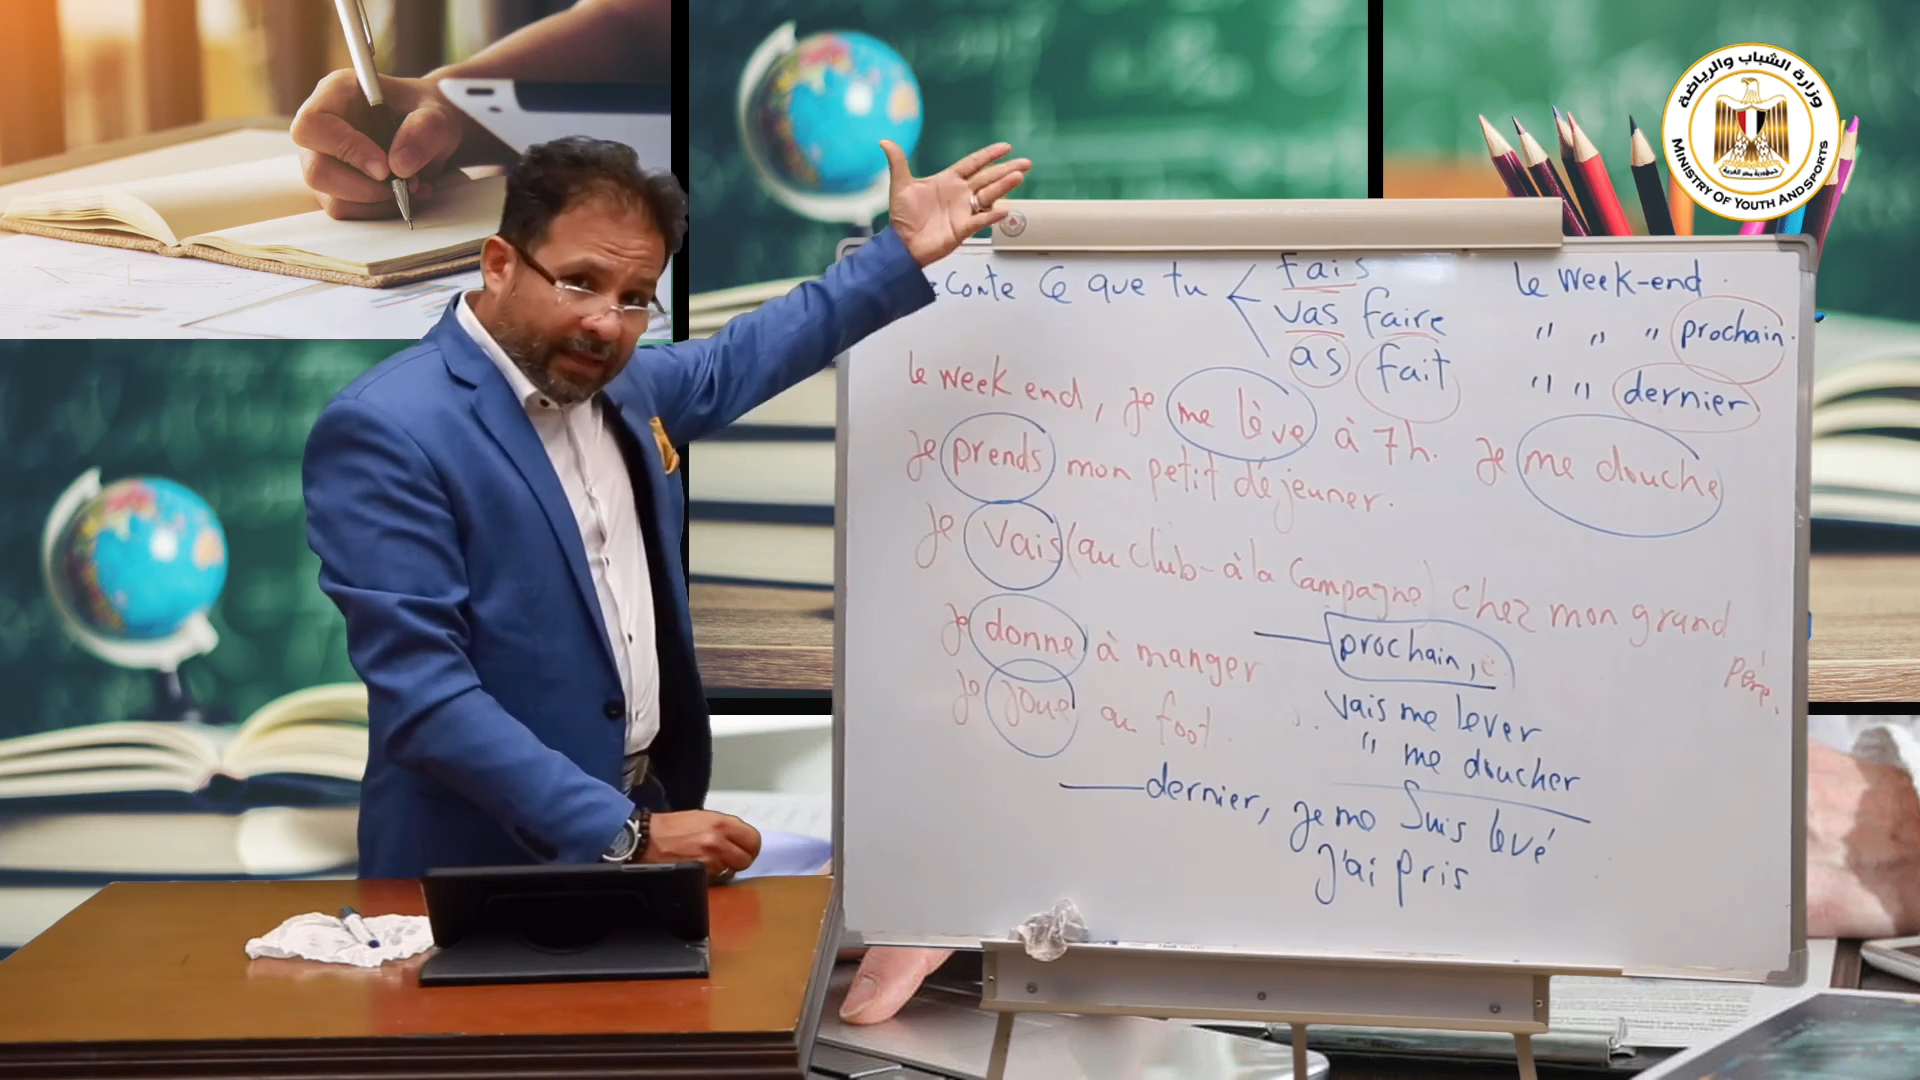 وزارة الشباب والرياضة
جمهورية مصر العربية
MINISTRY OF YOUTH AND SPORTS
conte ce que tu
fais le week-end.
vas faire " " " prochain.
as fait " " dernier
le week end, je me lève à 7h. Je me douche
Je prends mon petit déjeuner.
Je vais (au club - à la campagne) chez mon grand père.
Je donne à manger
Je joue au foot.
prochain,
vais me lever
" me doucher
dernier, je me suis levé
J'ai pris